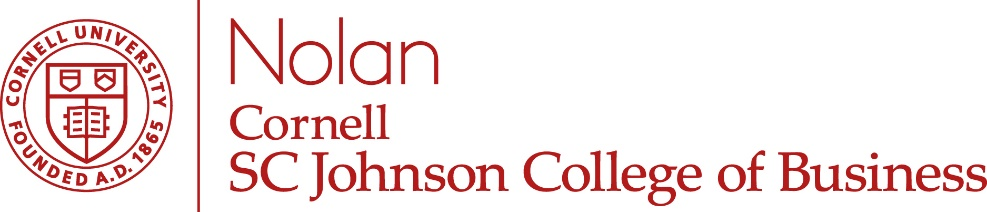 CORNELL UNIVERSITY
FOUNDED A.D. 1865
Nolan
Cornell
SC Johnson College of Business